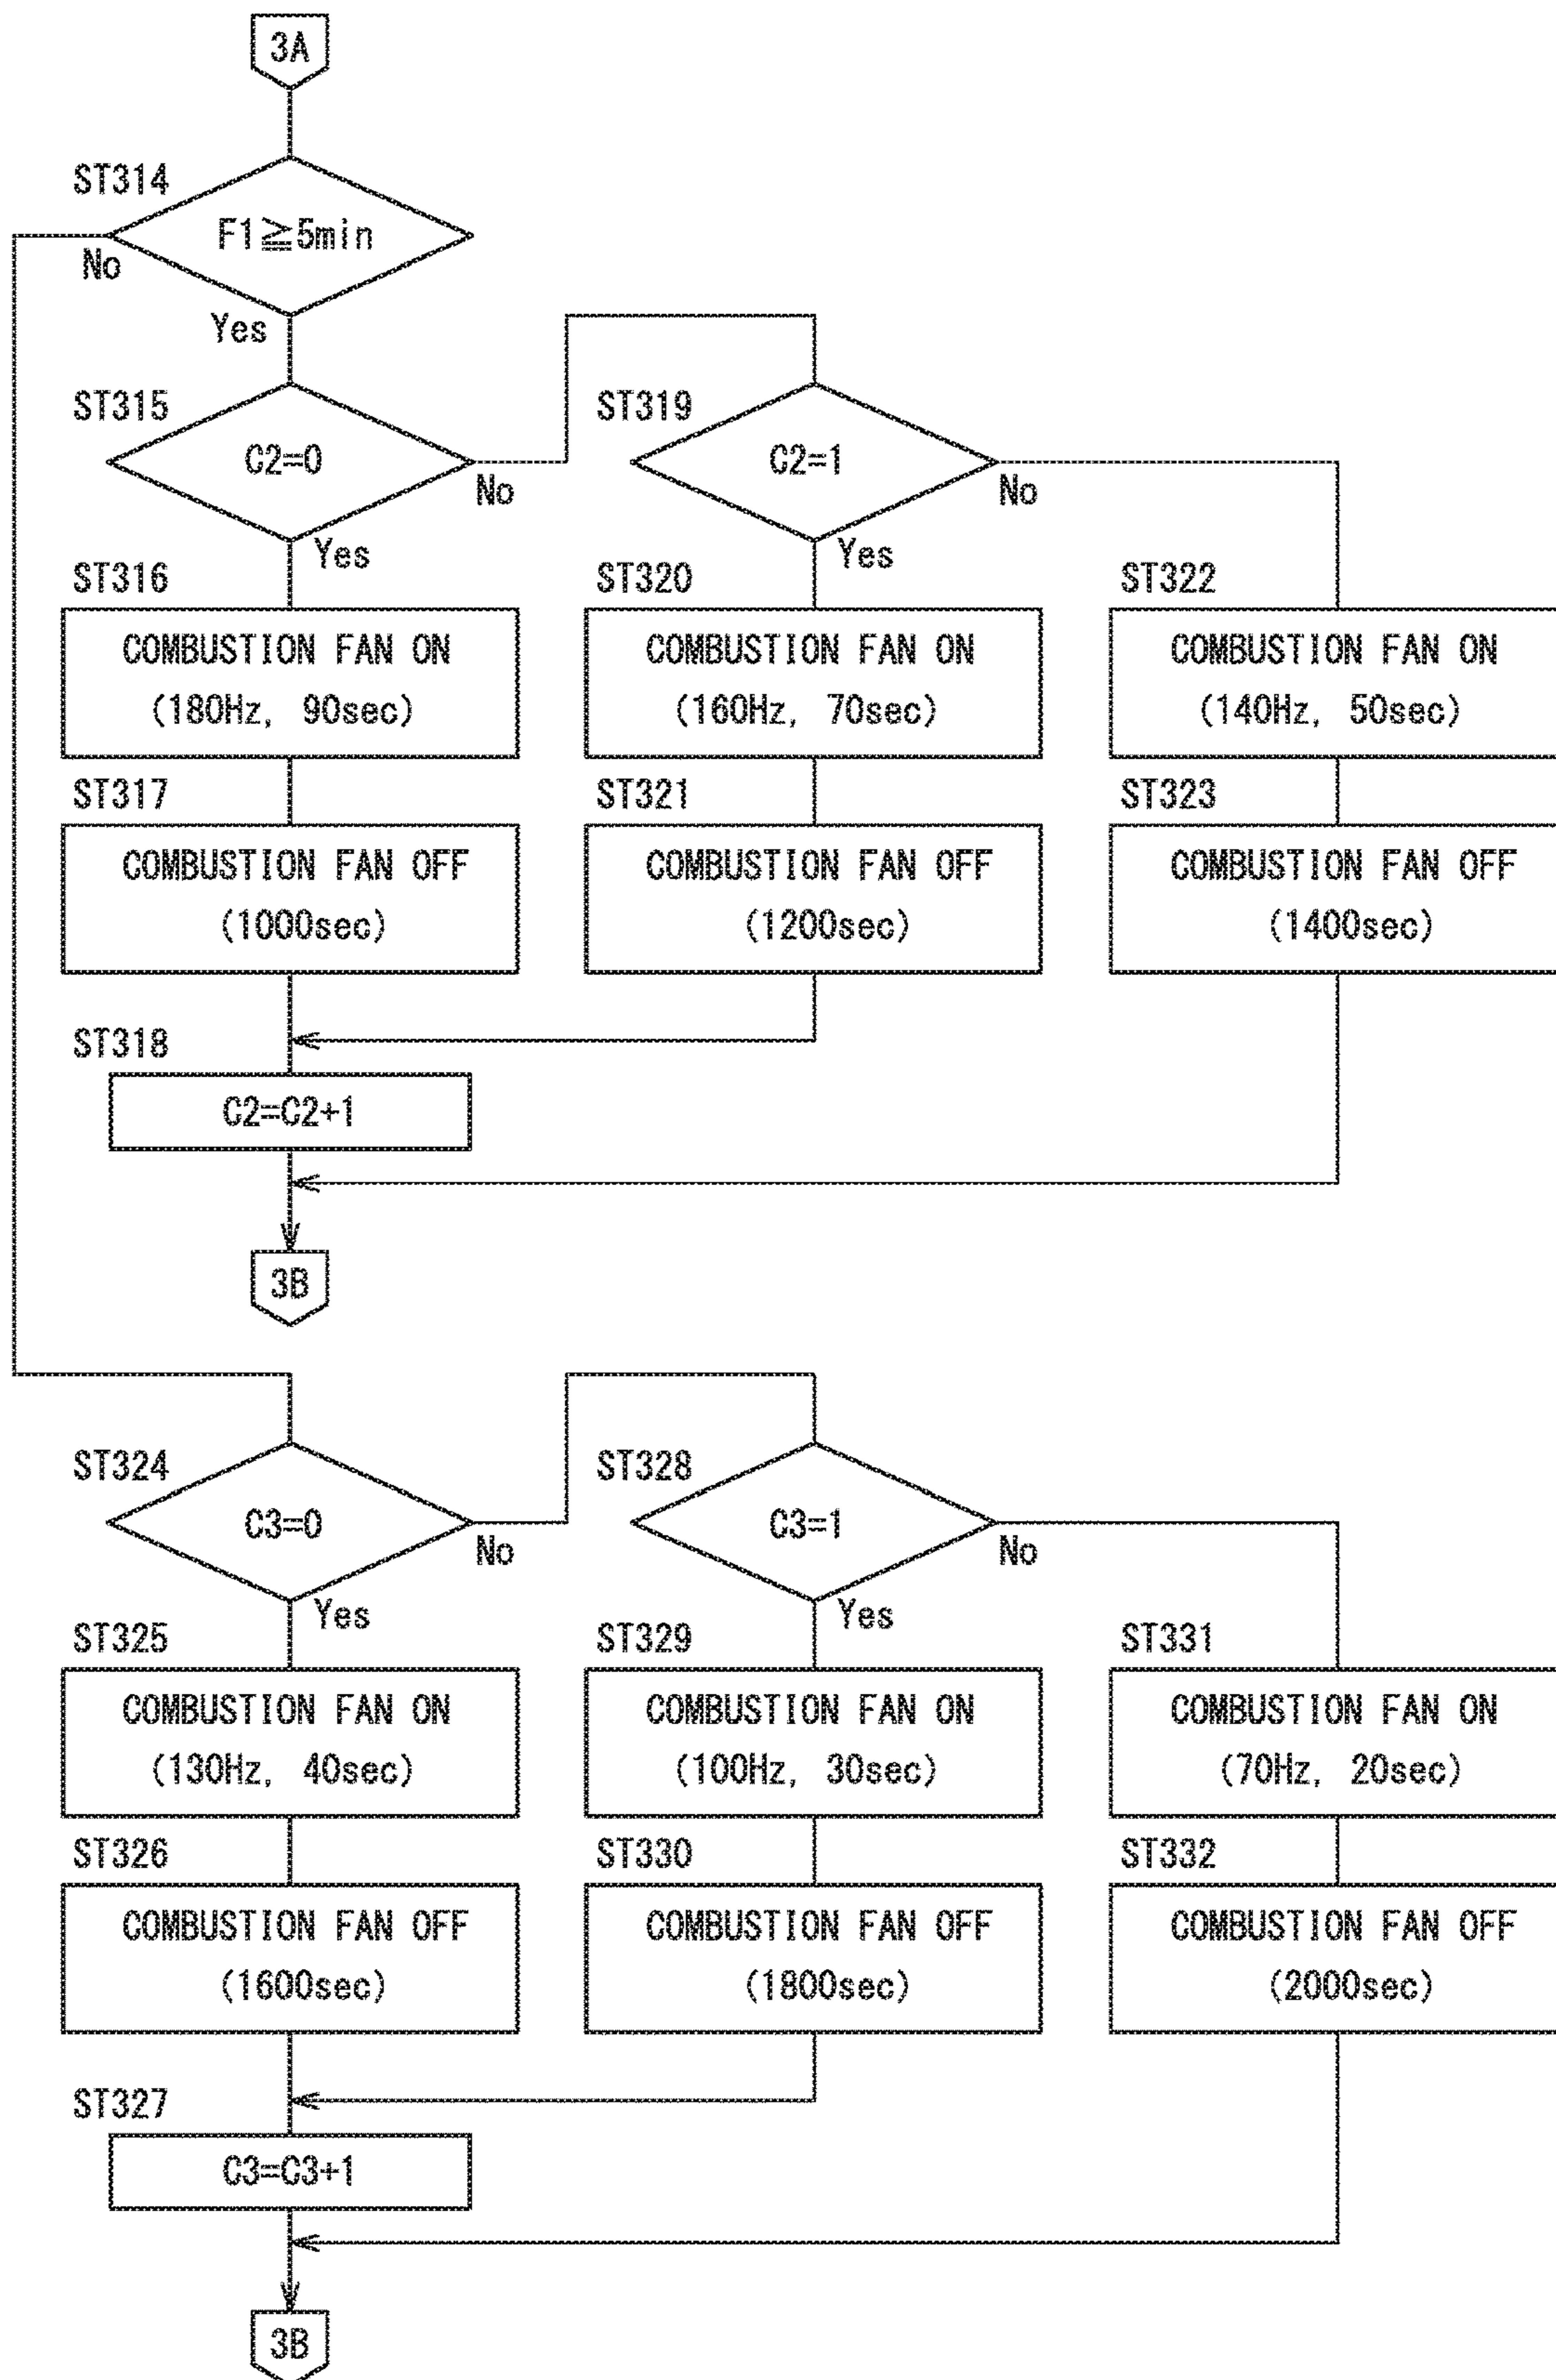 3A
ST314
F1≧5min
No
Yes
ST315
C2=0
No
Yes
ST319
C2=1
No
Yes
ST316
COMBUSTION FAN ON
(180Hz, 90sec)
ST320
COMBUSTION FAN ON
(160Hz, 70sec)
ST322
COMBUSTION FAN ON
(140Hz, 50sec)
ST317
COMBUSTION FAN OFF
(1000sec)
ST321
COMBUSTION FAN OFF
(1200sec)
ST323
COMBUSTION FAN OFF
(1400sec)
ST318
C2=C2+1
3B
ST324
C3=0
No
Yes
ST328
C3=1
No
Yes
ST325
COMBUSTION FAN ON
(130Hz, 40sec)
ST329
COMBUSTION FAN ON
(100Hz, 30sec)
ST331
COMBUSTION FAN ON
(70Hz, 20sec)
ST326
COMBUSTION FAN OFF
(1600sec)
ST330
COMBUSTION FAN OFF
(1800sec)
ST332
COMBUSTION FAN OFF
(2000sec)
ST327
C3=C3+1
3B